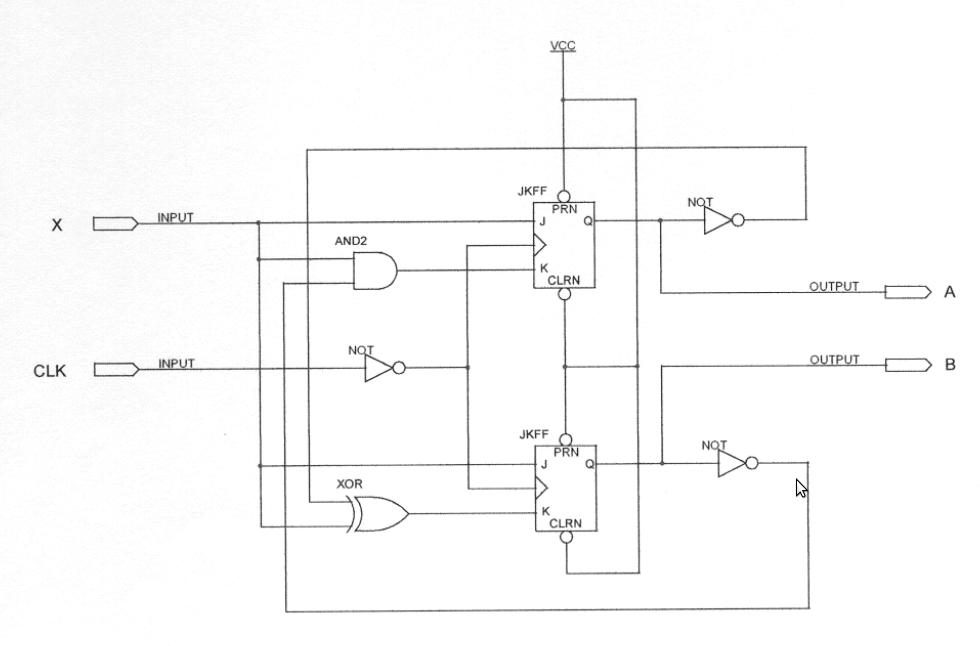 VCC
JKFF
PRN
NOT
X
INPUT
J
Q
AND2
K
CLRN
OUTPUT
A
NOT
CLK
INPUT
OUTPUT
B
JKFF
PRN
NOT
J
Q
XOR
K
CLRN